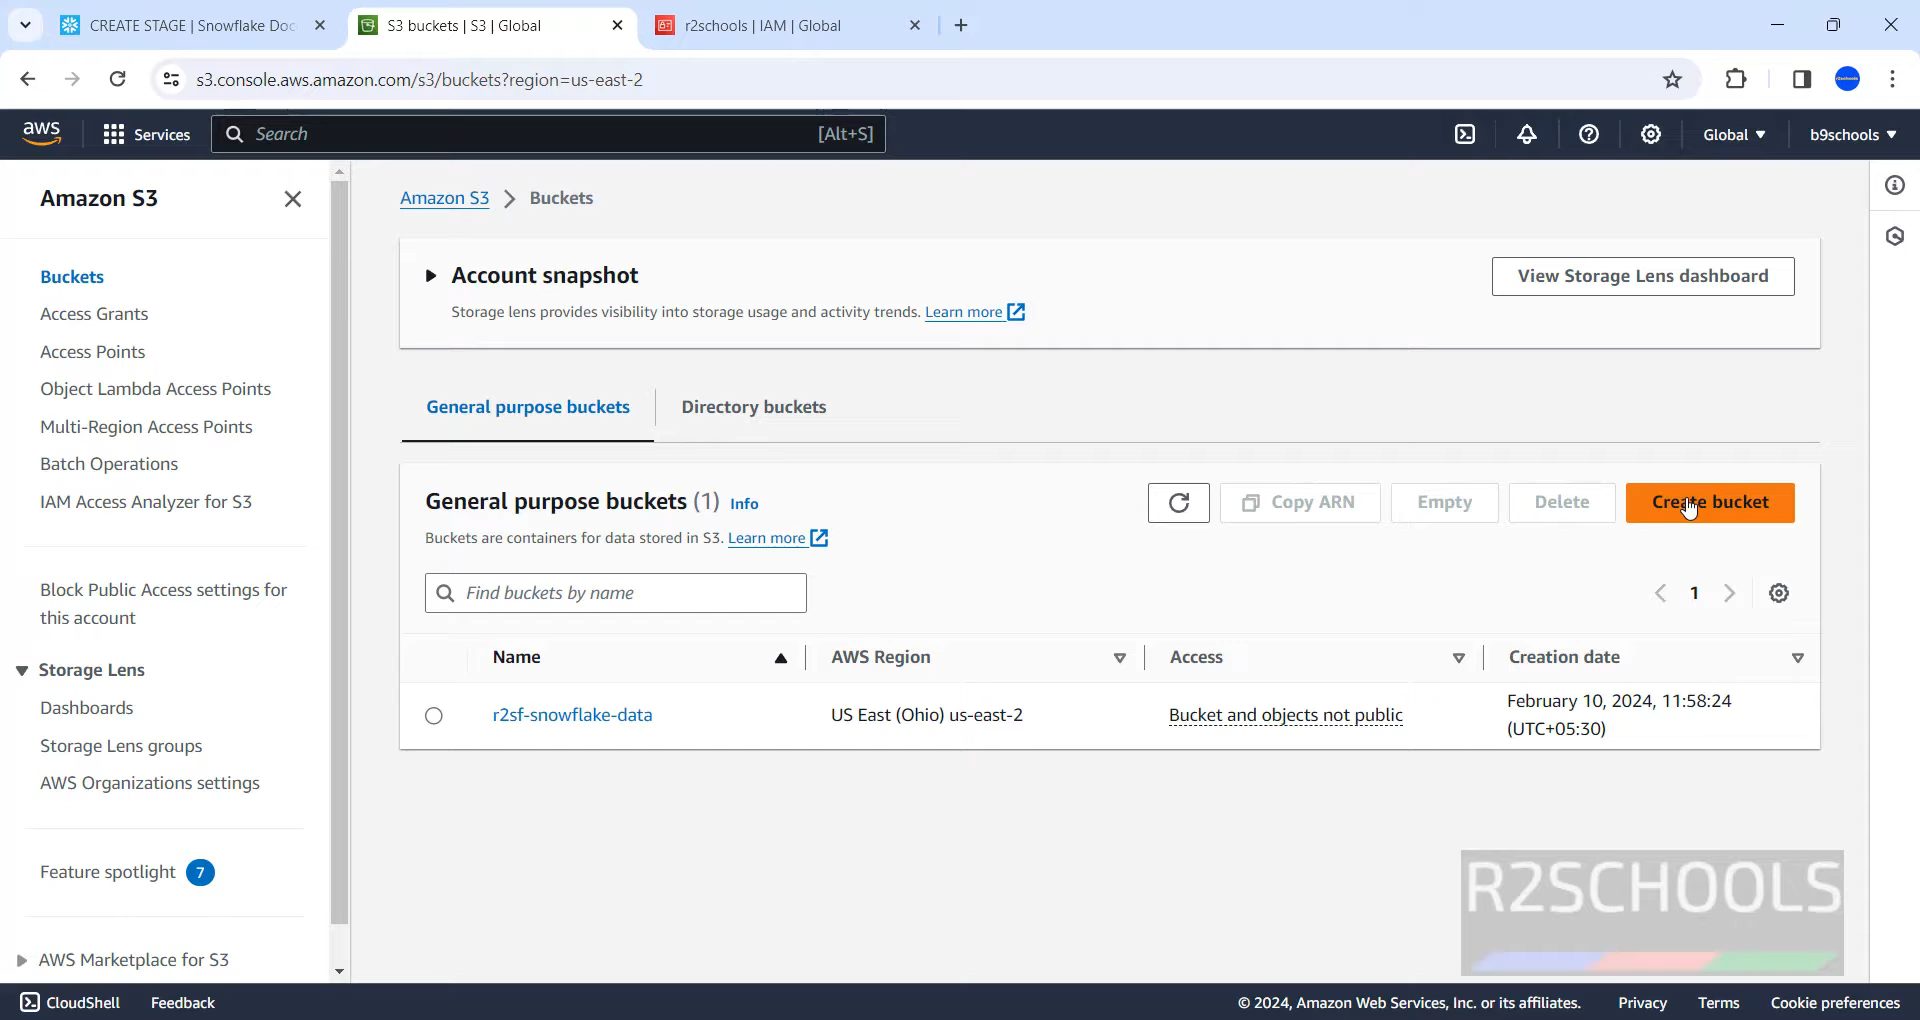 CREATE STAGE | Snowflake Doc
S3 buckets | S3 | Global
r2schools | IAM | Global
s3.console.aws.amazon.com/s3/buckets?region=us-east-2
aws
Services
Search
[Alt+S]
Global
b9schools
Amazon S3
Buckets
Access Grants
Access Points
Object Lambda Access Points
Multi-Region Access Points
Batch Operations
IAM Access Analyzer for S3
Block Public Access settings for
this account
Storage Lens
Dashboards
Storage Lens groups
AWS Organizations settings
Feature spotlight 7
AWS Marketplace for S3
Amazon S3 > Buckets
Account snapshot
View Storage Lens dashboard
Storage lens provides visibility into storage usage and activity trends. Learn more
General purpose buckets
Directory buckets
General purpose buckets (1) Info
Copy ARN
Empty
Delete
Create bucket
Buckets are containers for data stored in S3. Learn more
Find buckets by name
1
Name
AWS Region
Access
Creation date
r2sf-snowflake-data
US East (Ohio) us-east-2
Bucket and objects not public
February 10, 2024, 11:58:24
(UTC+05:30)
R2SCHOOLS
CloudShell
Feedback
© 2024, Amazon Web Services, Inc. or its affiliates.
Privacy
Terms
Cookie preferences